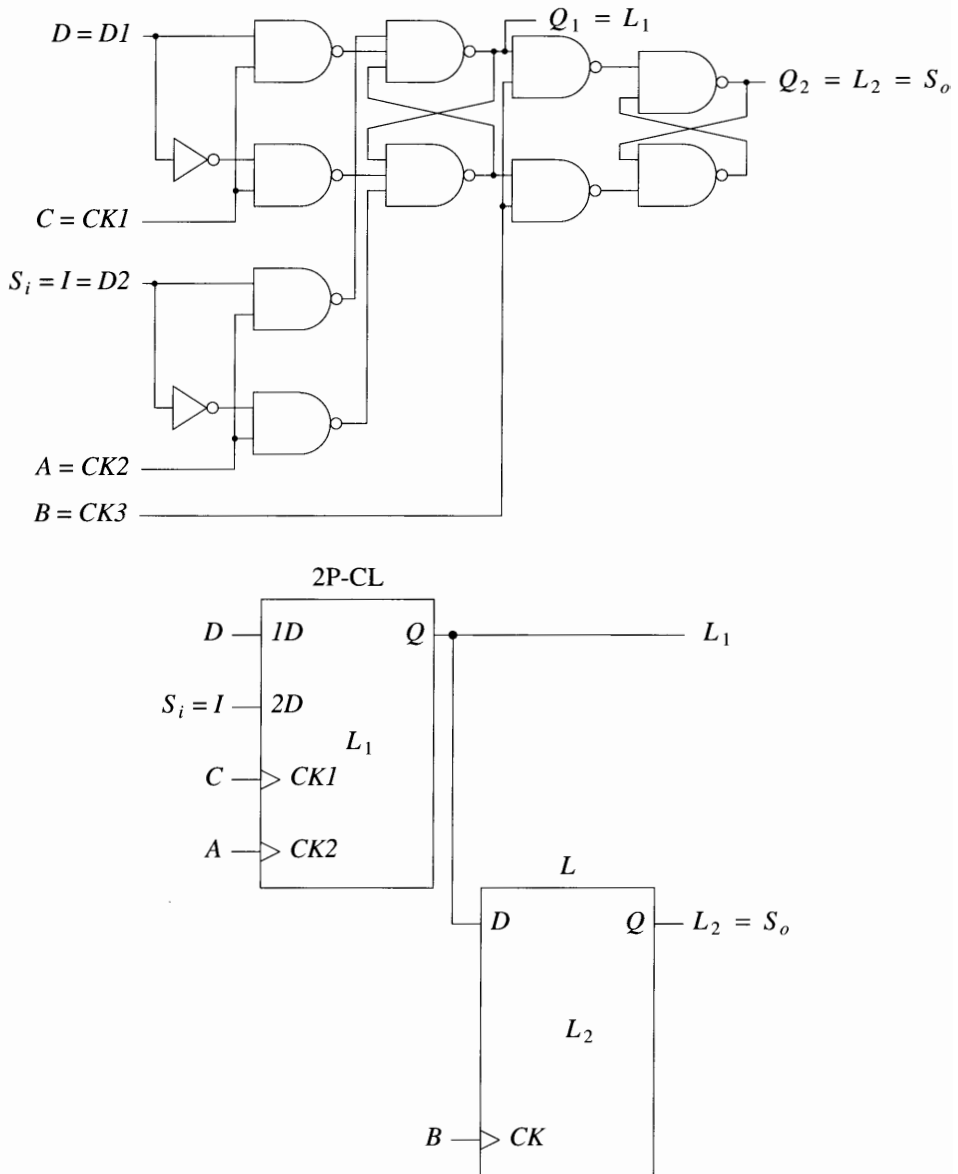 Q₁ = L₁
D = D1
Q₂ = L₂ = Sₒ
C = CK1
Sᵢ = I = D2
A = CK2
B = CK3
2P-CL
D 1D Q L₁
Sᵢ = I 2D
L₁
C CK1
A CK2
L
D Q L₂ = Sₒ
L₂
B CK